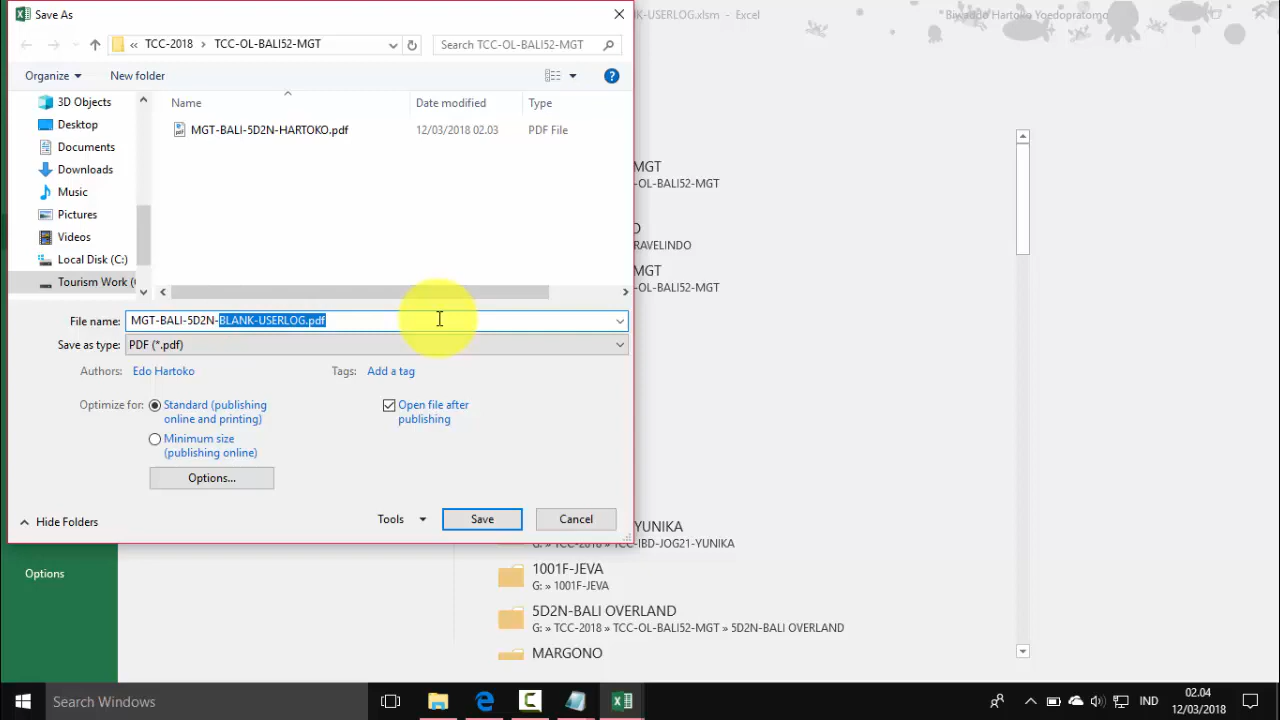 Save As
-USERLOG.xlsm - Excel
Biwando Hartoko Yoedopratomo
« TCC-2018 > TCC-OL-BALI52-MGT
Search TCC-OL-BALI52-MGT
Organize
New folder
Name
Date modified
Type
3D Objects
Desktop
Documents
Downloads
Music
Pictures
Videos
Local Disk (C:)
Tourism Work (
MGT-BALI-5D2N-HARTOKO.pdf
12/03/2018 02.03
PDF File
File name:
MGT-BALI-5D2N-BLANK-USERLOG.pdf
Save as type:
PDF (*.pdf)
Authors:
Edo Hartoko
Tags:
Add a tag
Optimize for:
Standard (publishing
online and printing)
Minimum size
(publishing online)
Open file after
publishing
Options...
Hide Folders
Tools
Save
Cancel
MGT
-OL-BALI52-MGT
O
RAVELINDO
MGT
-OL-BALI52-MGT
YUNIKA
G: » TCC-2018 » TCC-IBD-JOG21-YUNIKA
1001F-JEVA
G: » 1001F-JEVA
5D2N-BALI OVERLAND
G: » TCC-2018 » TCC-OL-BALI52-MGT » 5D2N-BALI OVERLAND
MARGONO
Options
Search Windows
IND
02.04
12/03/2018